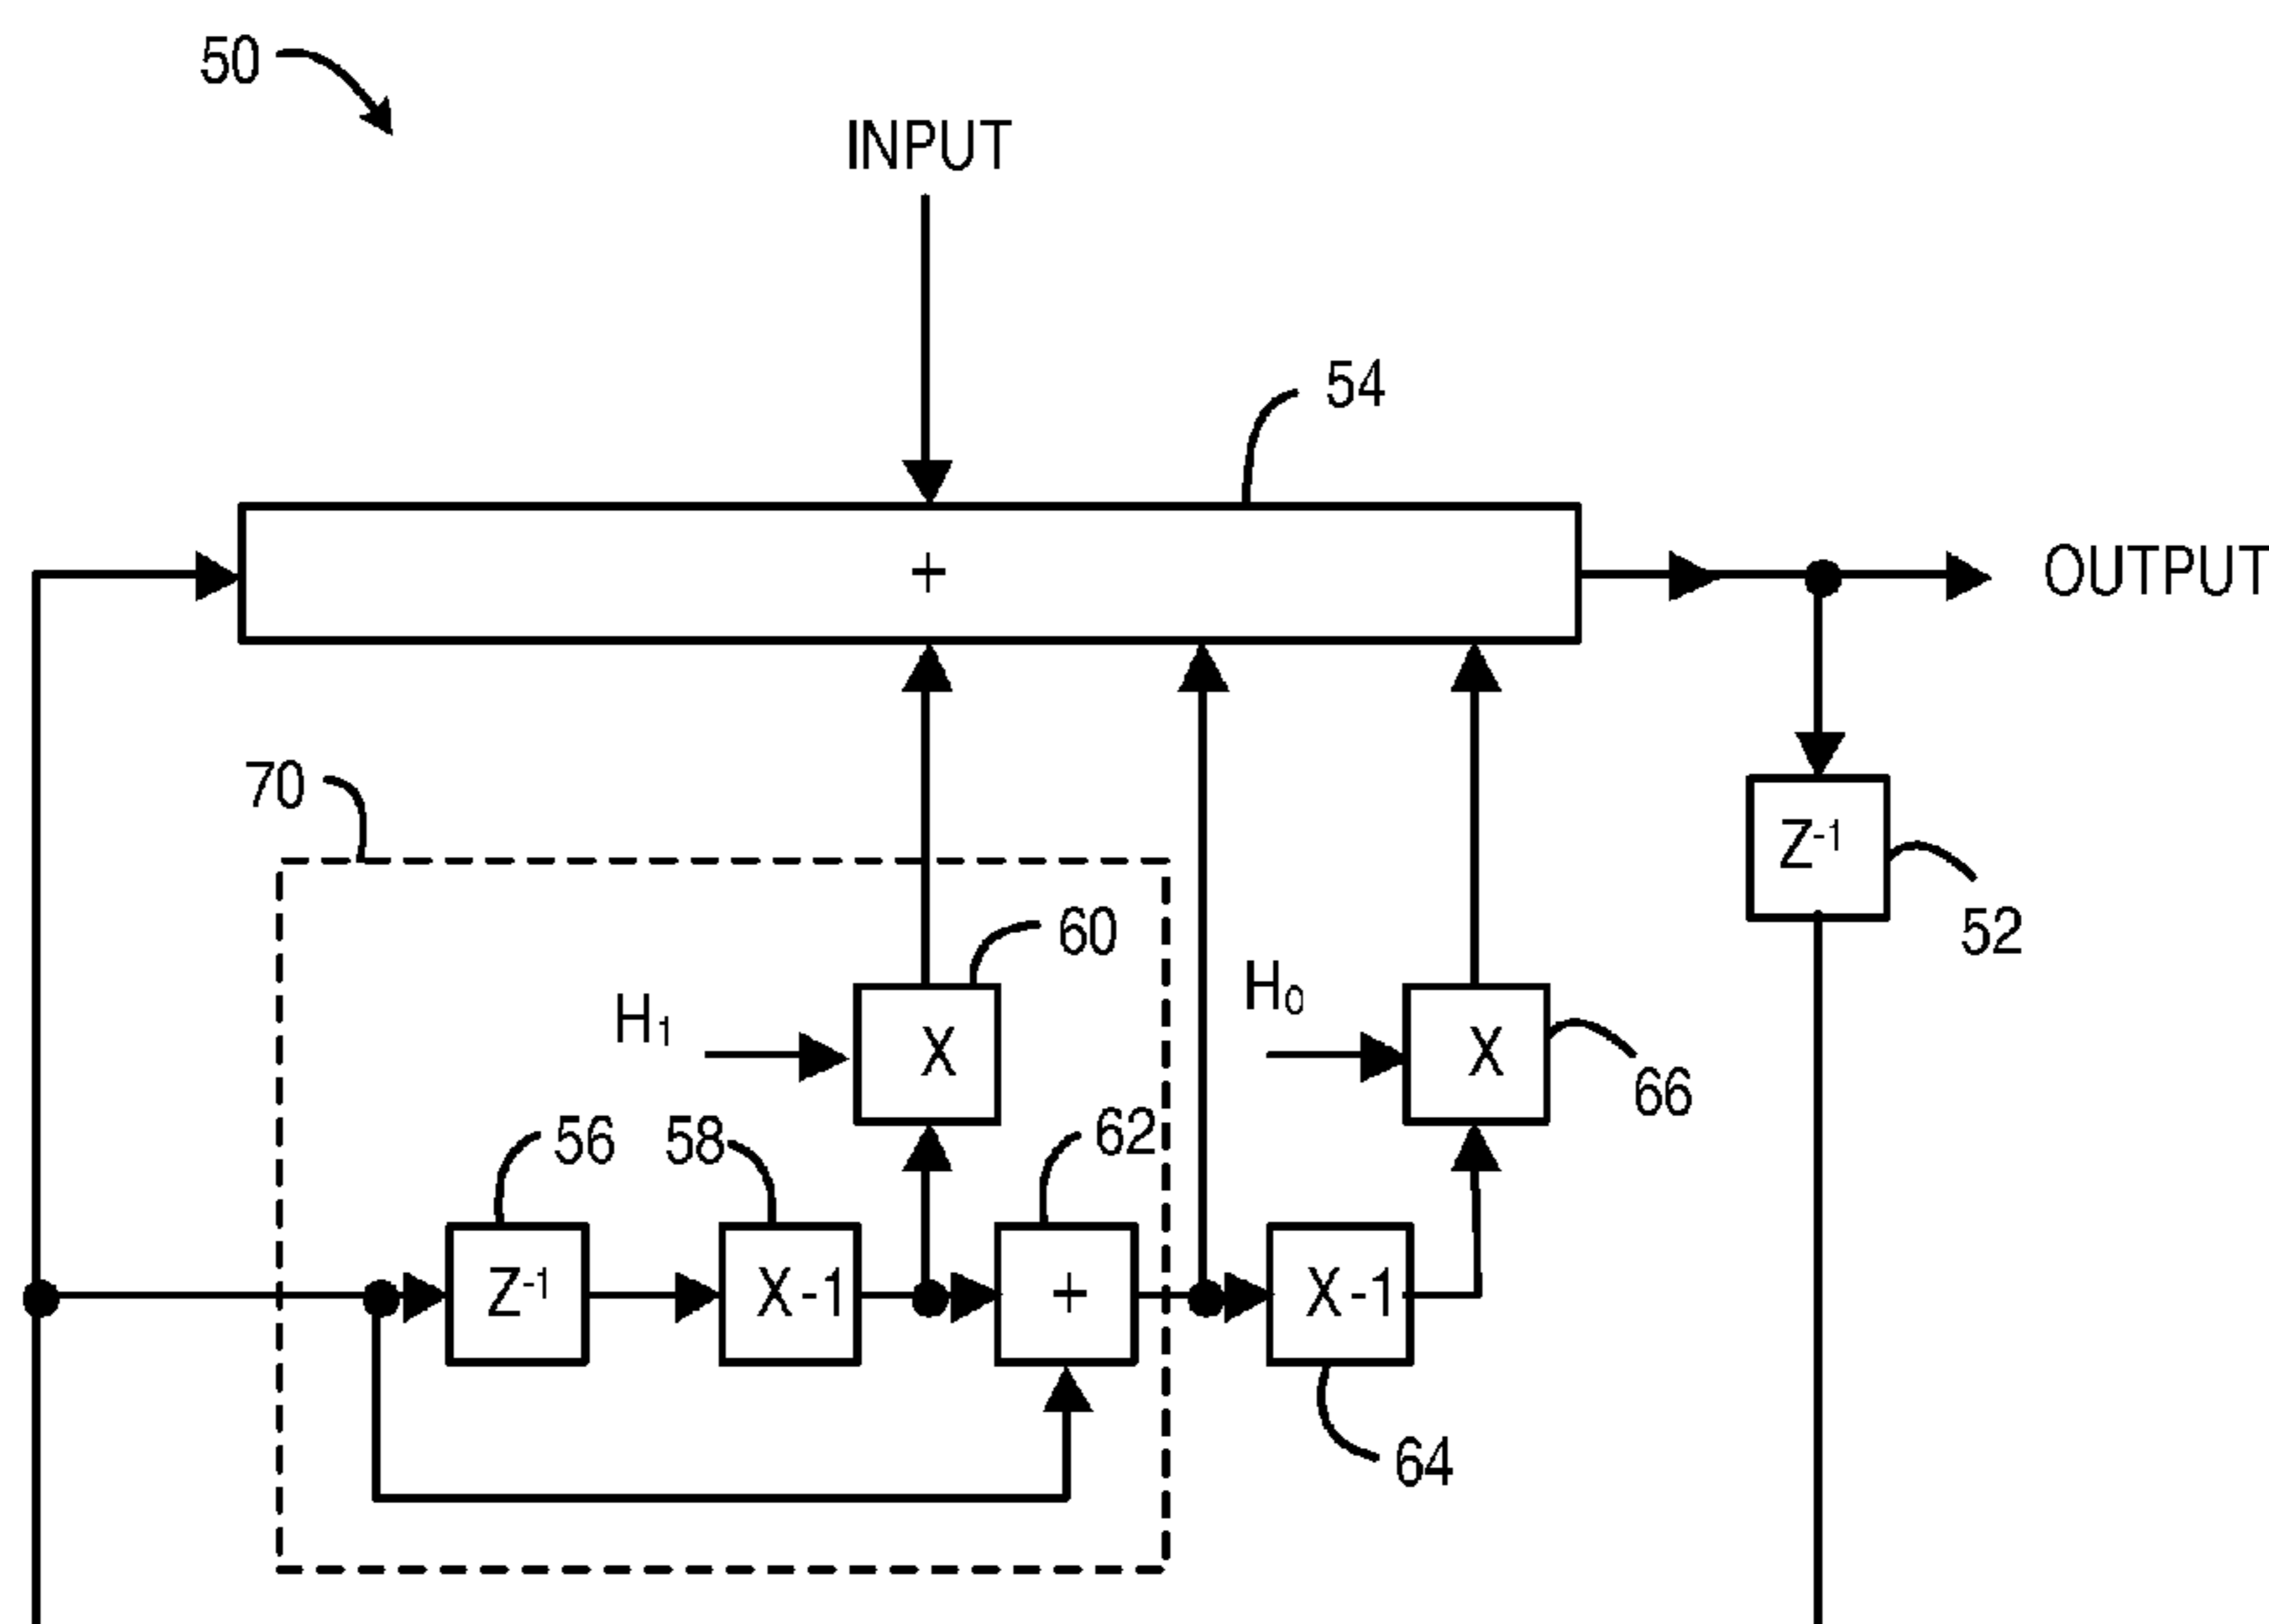 50
INPUT
54
+
OUTPUT
70
Z⁻¹
52
60
H₁
X
H₀
X
66
56
58
62
Z⁻¹
X-1
+
X-1
64